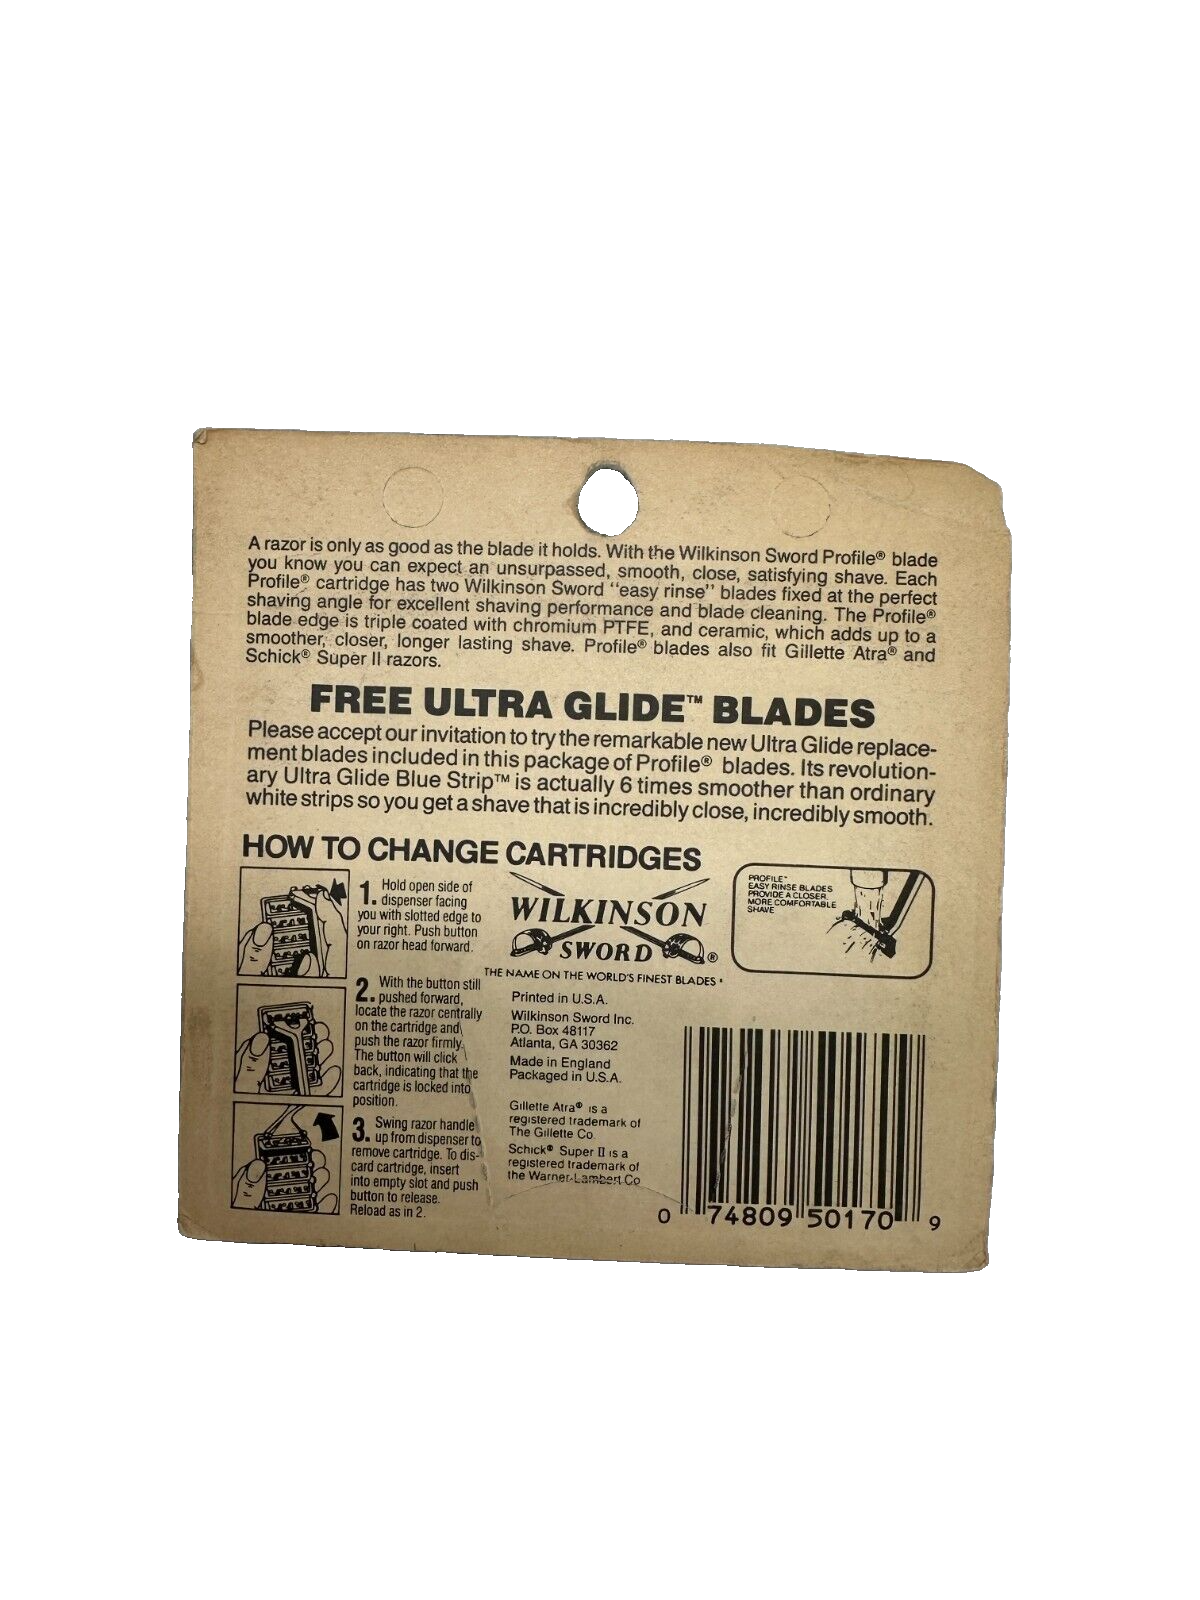 A razor is only as good as the blade it holds. With the Wilkinson Sword Profile® blade
you know you can expect an unsurpassed, smooth, close, satisfying shave. Each
Profile® cartridge has two Wilkinson Sword "easy rinse" blades fixed at the perfect
shaving angle for excellent shaving performance and blade cleaning. The Profile®
blade edge is triple coated with chromium PTFE, and ceramic, which adds up to a
smoother, closer, longer lasting shave. Profile® blades also fit Gillette Atra® and
Schick® Super II razors.
FREE ULTRA GLIDE™ BLADES
Please accept our invitation to try the remarkable new Ultra Glide replace-
ment blades included in this package of Profile® blades. Its revolution-
ary Ultra Glide Blue Strip™ is actually 6 times smoother than ordinary
white strips so you get a shave that is incredibly close, incredibly smooth.
HOW TO CHANGE CARTRIDGES
1. Hold open side of
dispenser facing
you with slotted edge to
your right. Push button
on razor head forward.
2. With the button still
pushed forward,
locate the razor centrally
on the cartridge and
push the razor firmly.
The button will click
back, indicating that the
cartridge is locked into
position.
3. Swing razor handle
up from dispenser to
remove cartridge. To dis-
card cartridge, insert
into empty slot and push
button to release.
Reload as in 2.
WILKINSON
SWORD®
THE NAME ON THE WORLD'S FINEST BLADES
Printed in U.S.A.
Wilkinson Sword Inc.
P.O. Box 48117
Atlanta, GA 30362
Made in England
Packaged in U.S.A.
Gillette Atra® is a
registered trademark of
The Gillette Co.
Schick® Super II is a
registered trademark of
the Warner-Lambert Co
PROFILE™
EASY RINSE BLADES
PROVIDE A CLOSER,
MORE COMFORTABLE
SHAVE
0 74809 50170 9